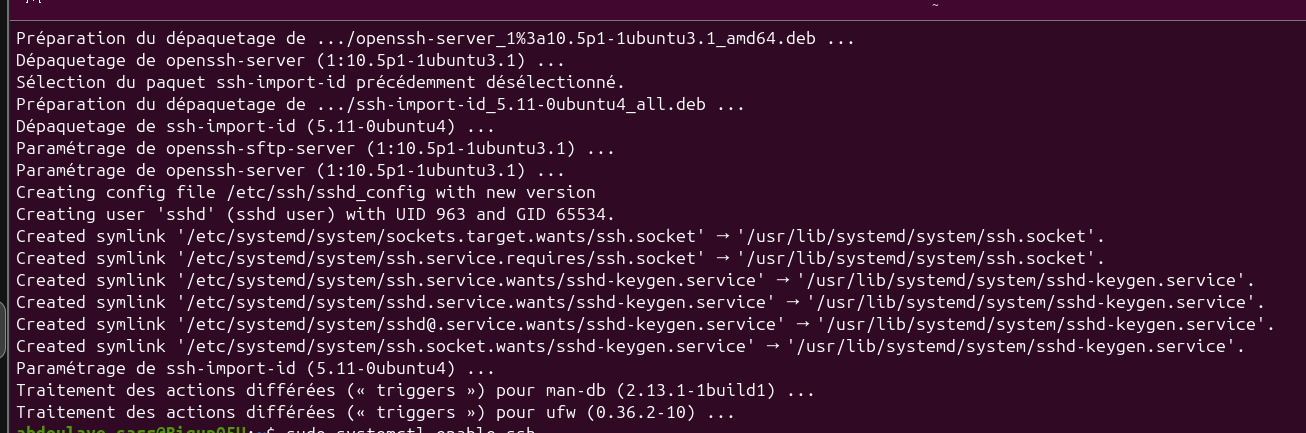 Préparation du dépaquetage de .../openssh-server_1%3a10.5p1-1ubuntu3.1_amd64.deb ...
Dépaquetage de openssh-server (1:10.5p1-1ubuntu3.1) ...
Sélection du paquet ssh-import-id précédemment désélectionné.
Préparation du dépaquetage de .../ssh-import-id_5.11-0ubuntu4_all.deb ...
Dépaquetage de ssh-import-id (5.11-0ubuntu4) ...
Paramétrage de openssh-sftp-server (1:10.5p1-1ubuntu3.1) ...
Paramétrage de openssh-server (1:10.5p1-1ubuntu3.1) ...
Creating config file /etc/ssh/sshd_config with new version
Creating user 'sshd' (sshd user) with UID 963 and GID 65534.
Created symlink '/etc/systemd/system/sockets.target.wants/ssh.socket' → '/usr/lib/systemd/system/ssh.socket'.
Created symlink '/etc/systemd/system/ssh.service.requires/ssh.socket' → '/usr/lib/systemd/system/ssh.socket'.
Created symlink '/etc/systemd/system/ssh.service.wants/sshd-keygen.service' → '/usr/lib/systemd/system/sshd-keygen.service'.
Created symlink '/etc/systemd/system/sshd.service.wants/sshd-keygen.service' → '/usr/lib/systemd/system/sshd-keygen.service'.
Created symlink '/etc/systemd/system/sshd@.service.wants/sshd-keygen.service' → '/usr/lib/systemd/system/sshd-keygen.service'.
Created symlink '/etc/systemd/system/ssh.socket.wants/sshd-keygen.service' → '/usr/lib/systemd/system/sshd-keygen.service'.
Paramétrage de ssh-import-id (5.11-0ubuntu4) ...
Traitement des actions différées (« triggers ») pour man-db (2.13.1-1build1) ...
Traitement des actions différées (« triggers ») pour ufw (0.36.2-10) ...
sudo systemctl enable ssh